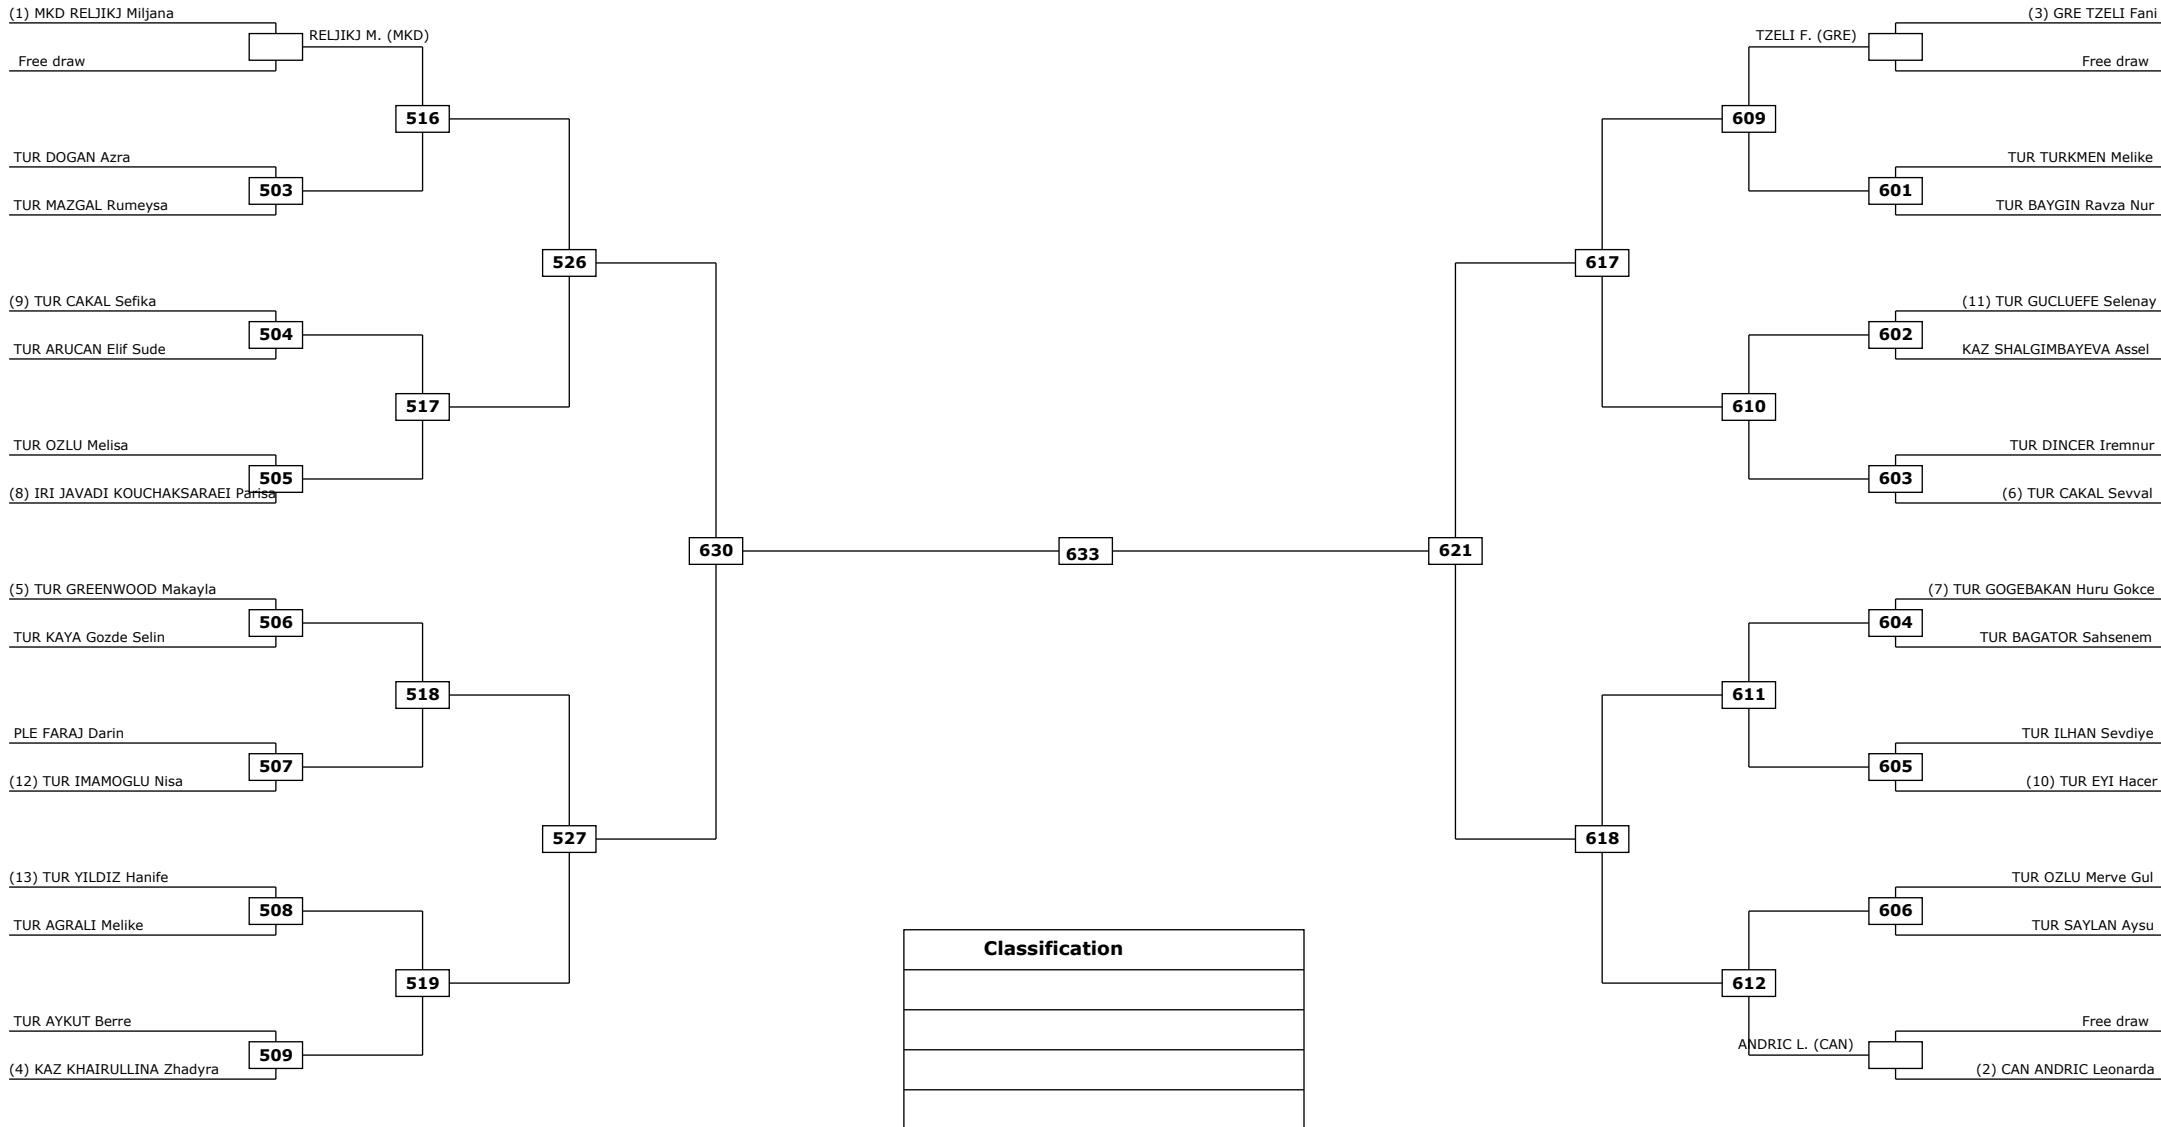 (1) MKD RELJIKJ Miljana
RELJIKJ M. (MKD)
Free draw
516
TUR DOGAN Azra
503
TUR MAZGAL Rumeysa
526
(9) TUR CAKAL Sefika
504
TUR ARUCAN Elif Sude
517
TUR OZLU Melisa
505
(8) IRI JAVADI KOUCHAKSARAEI Parisa
630
(5) TUR GREENWOOD Makayla
506
TUR KAYA Gozde Selin
518
PLE FARAJ Darin
507
(12) TUR IMAMOGLU Nisa
527
(13) TUR YILDIZ Hanife
508
TUR AGRALI Melike
519
TUR AYKUT Berre
509
(4) KAZ KHAIRULLINA Zhadyra
633
(3) GRE TZELI Fani
TZELI F. (GRE)
Free draw
609
TUR TURKMEN Melike
601
TUR BAYGIN Ravza Nur
617
(11) TUR GUCLUEFE Selenay
602
KAZ SHALGIMBAYEVA Assel
610
TUR DINCER Iremnur
603
(6) TUR CAKAL Sevval
621
(7) TUR GOGEBAKAN Huru Gokce
604
TUR BAGATOR Sahsenem
611
TUR ILHAN Sevdiye
605
(10) TUR EYI Hacer
618
TUR OZLU Merve Gul
606
TUR SAYLAN Aysu
612
Free draw
ANDRIC L. (CAN)
(2) CAN ANDRIC Leonarda
Classification